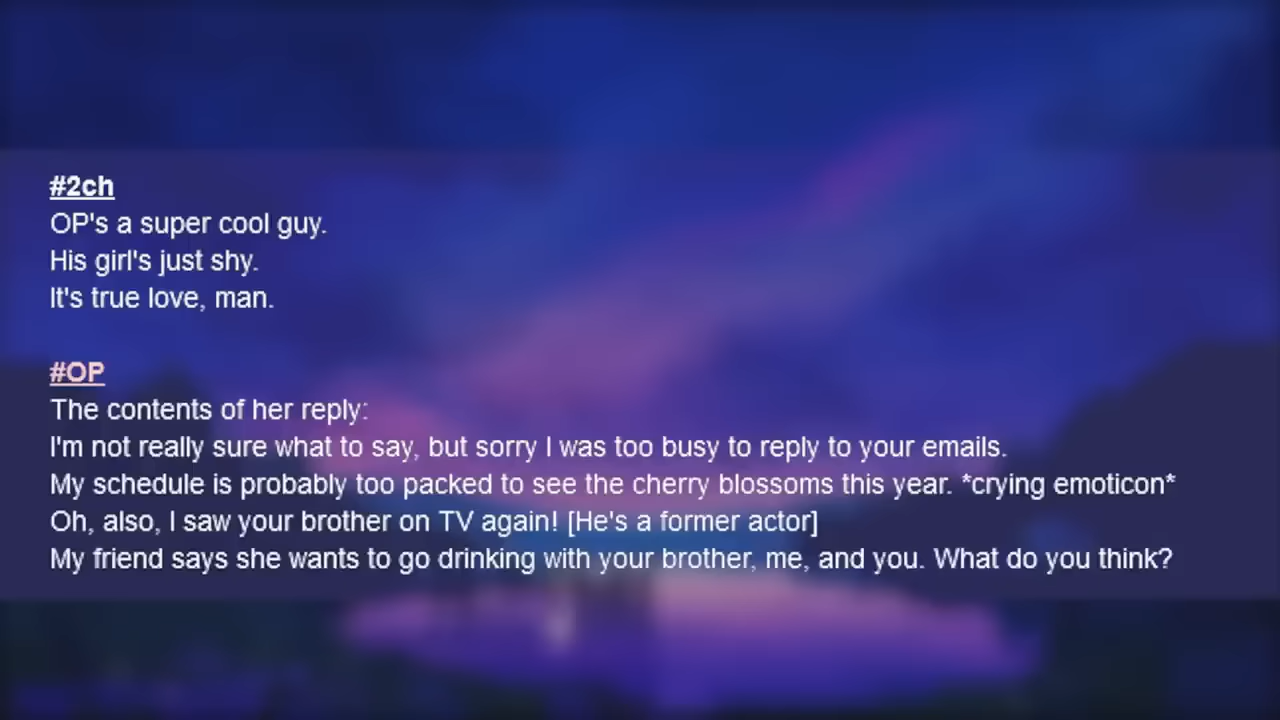 #2ch
OP's a super cool guy.
His girl's just shy.
It's true love, man.
#OP
The contents of her reply:
I'm not really sure what to say, but sorry I was too busy to reply to your emails.
My schedule is probably too packed to see the cherry blossoms this year. *crying emoticon*
Oh, also, I saw your brother on TV again! [He's a former actor]
My friend says she wants to go drinking with your brother, me, and you. What do you think?